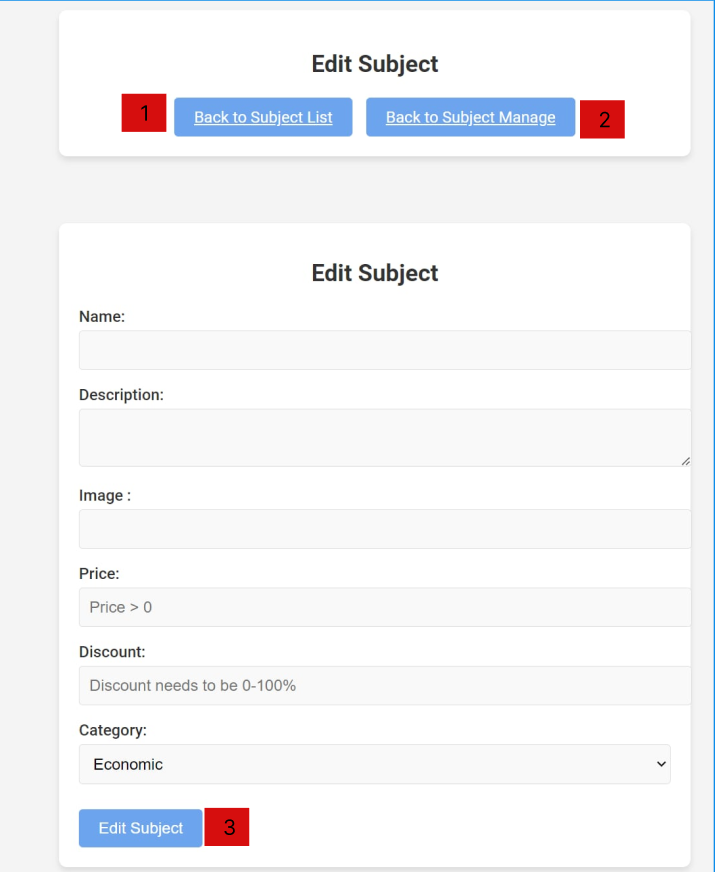 Edit Subject
1 Back to Subject List Back to Subject Manage 2
Edit Subject
Name:
Description:
Image :
Price:
Price > 0
Discount:
Discount needs to be 0-100%
Category:
Economic
Edit Subject 3